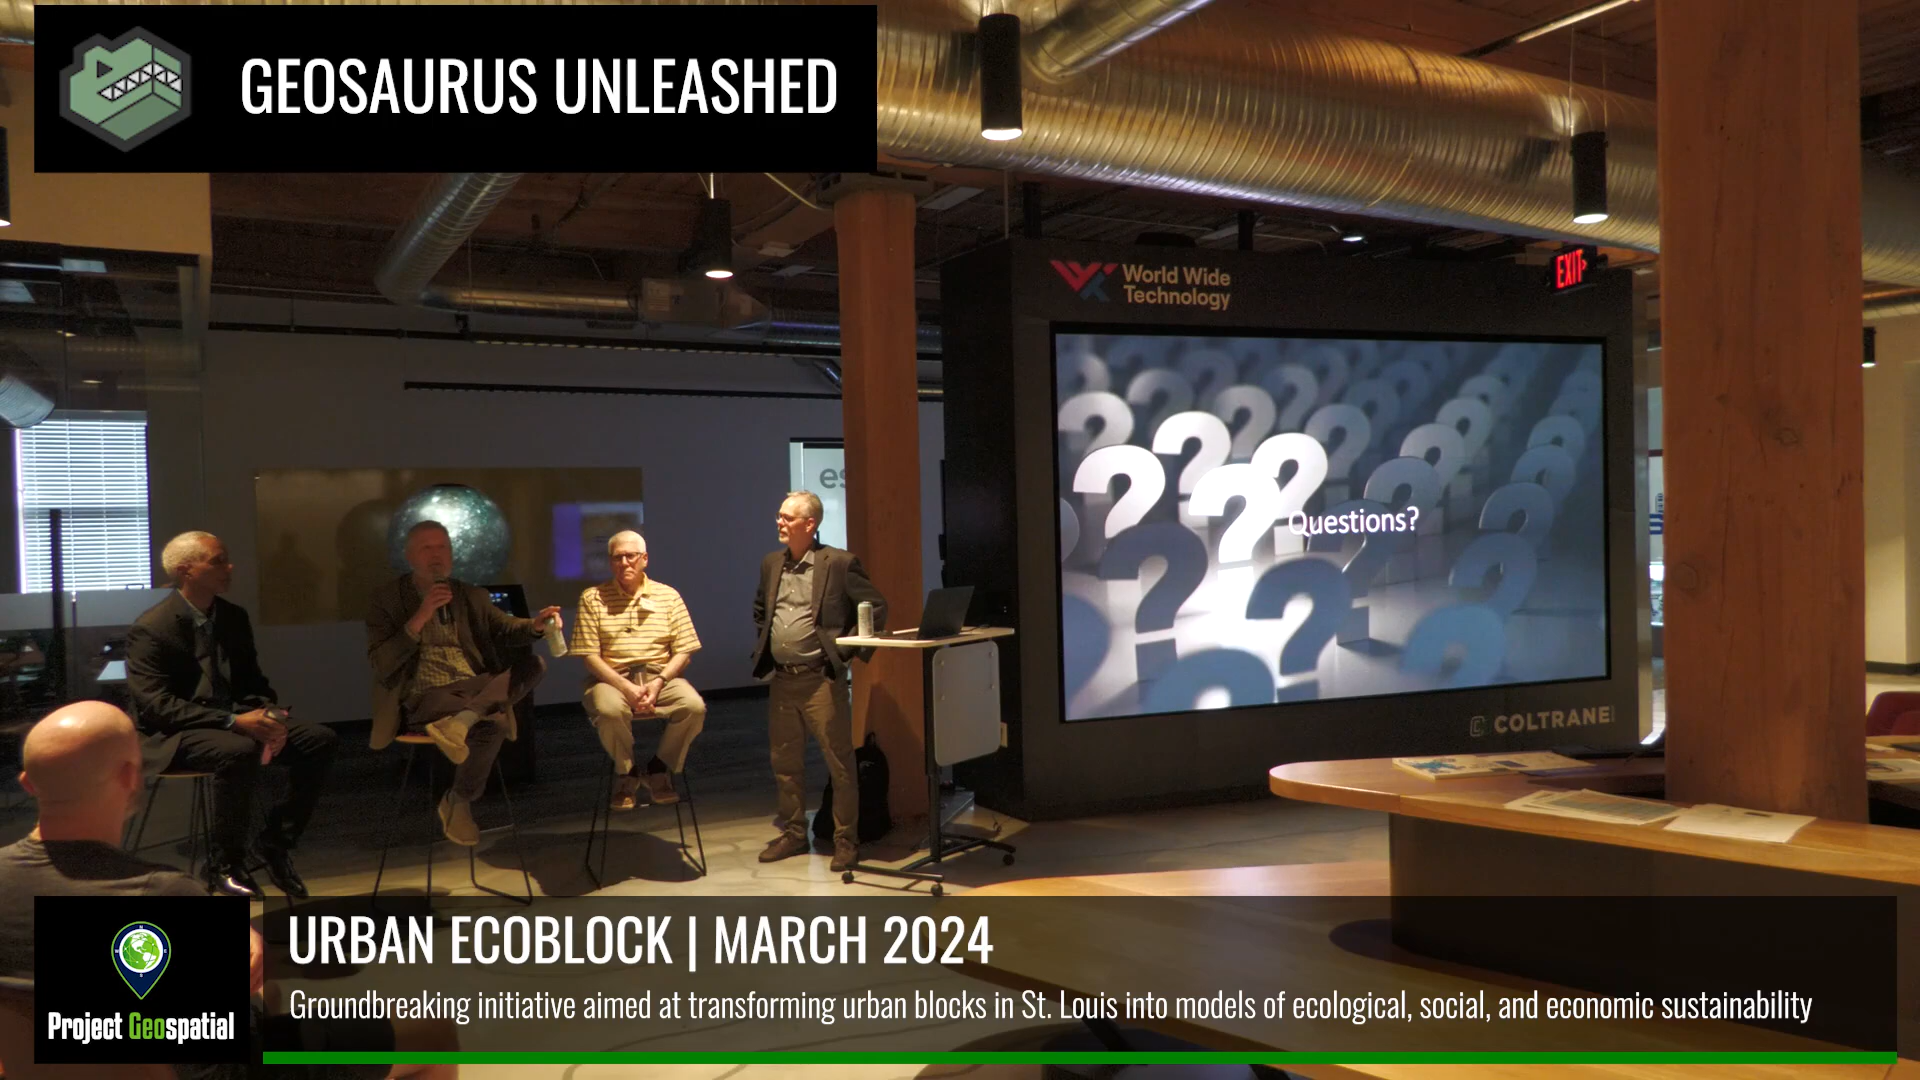 GEOSAURUS UNLEASHED
World Wide
Technology
EXIT
es
Questions?
COLTRANE
URBAN ECOBLOCK | MARCH 2024
Groundbreaking initiative aimed at transforming urban blocks in St. Louis into models of ecological, social, and economic sustainability
Project Geospatial